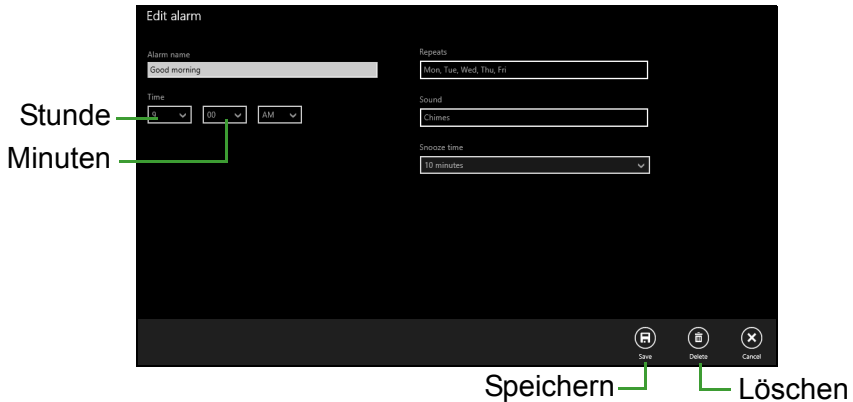 Edit alarm
Alarm name
Good morning
Time
9 00 AM
Repeats
Mon, Tue, Wed, Thu, Fri
Sound
Chimes
Snooze time
10 minutes
Stunde
Minuten
Save Delete Cancel
Speichern Löschen